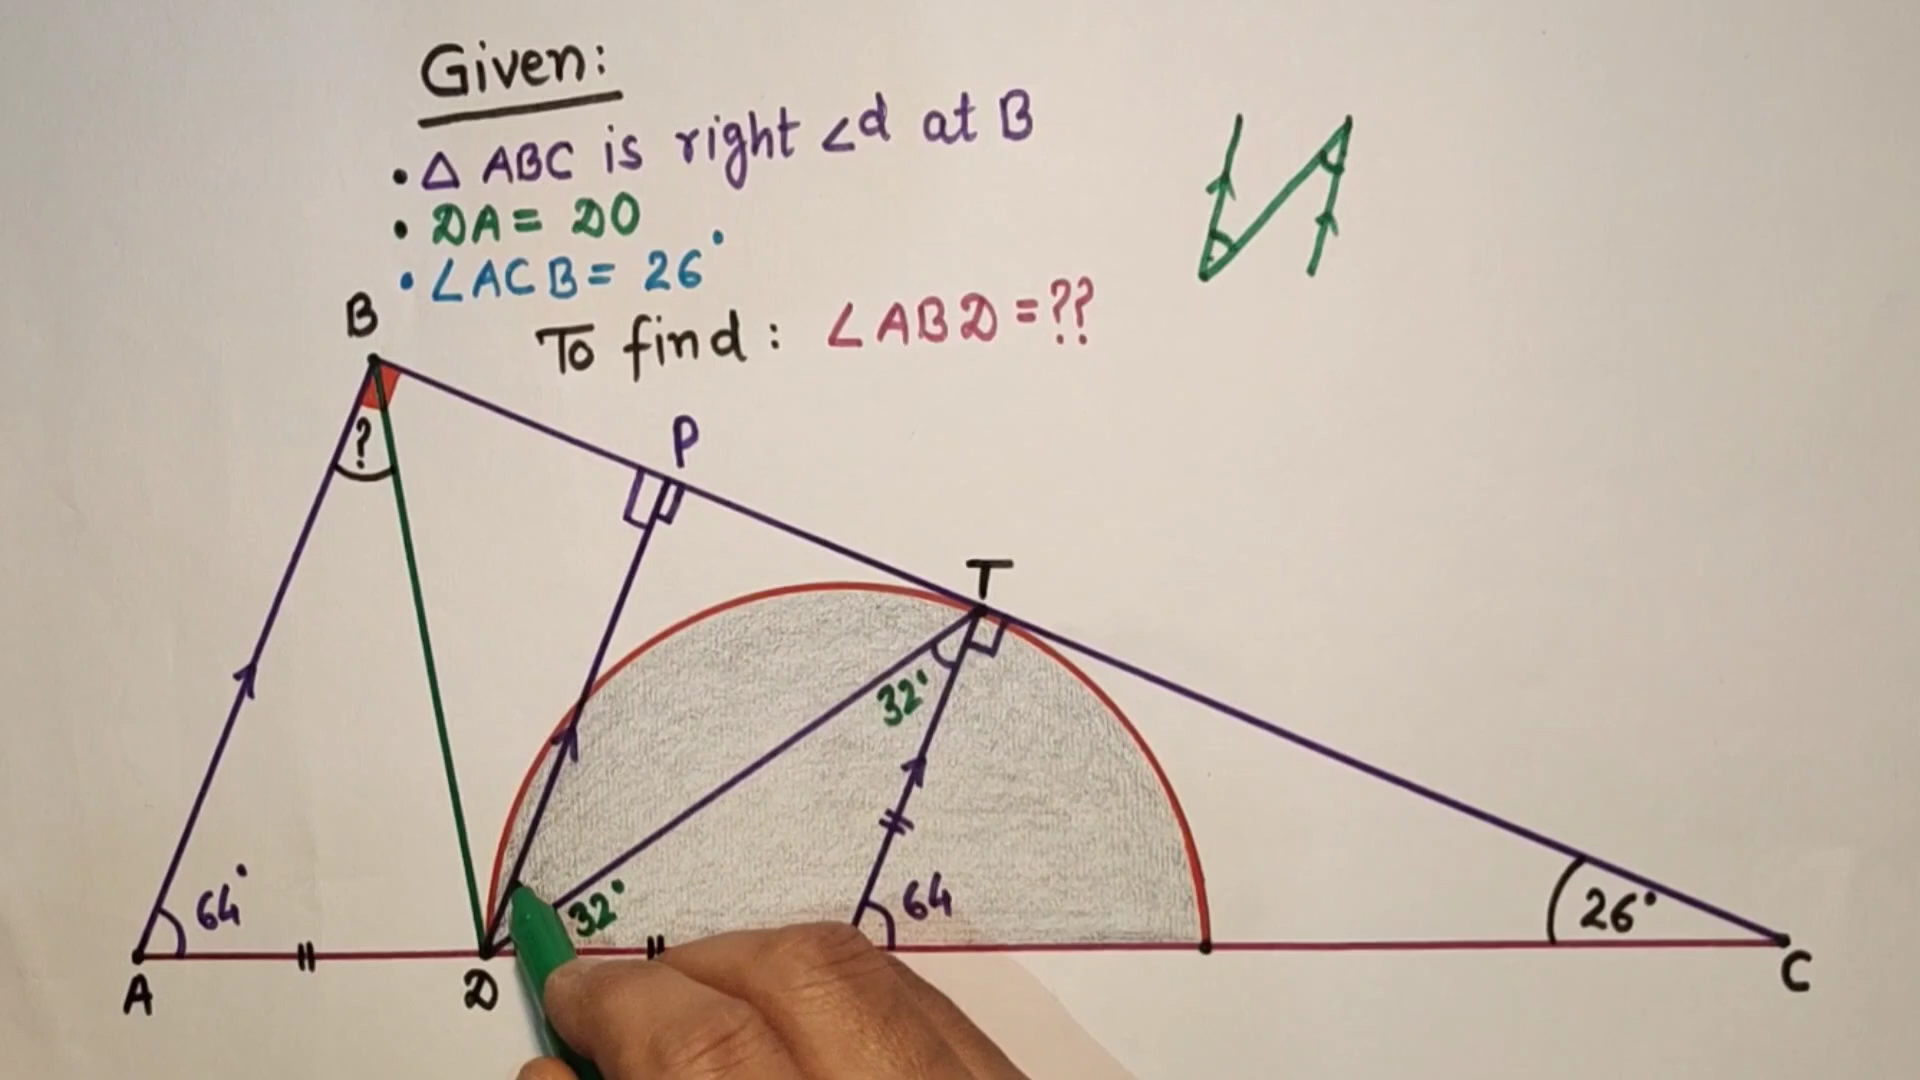 Given:
• △ ABC is right ∠d at B
• DA = DO
• ∠ACB = 26°
To find : ∠ABD = ??
B
?
P
T
32°
64°
32°
64
26°
A
D
C